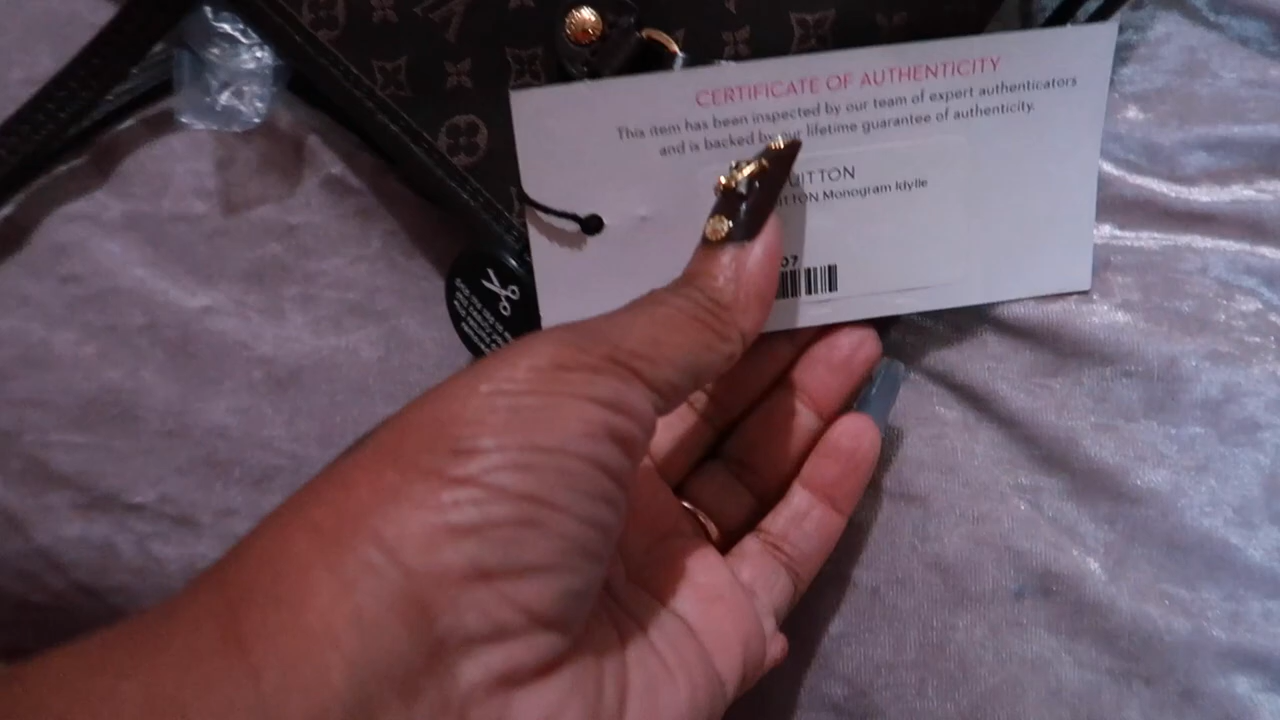 CERTIFICATE OF AUTHENTICITY
This item has been inspected by our team of expert authenticators
and is backed by our lifetime guarantee of authenticity.
UITTON
ITTON Monogram Idylle
07